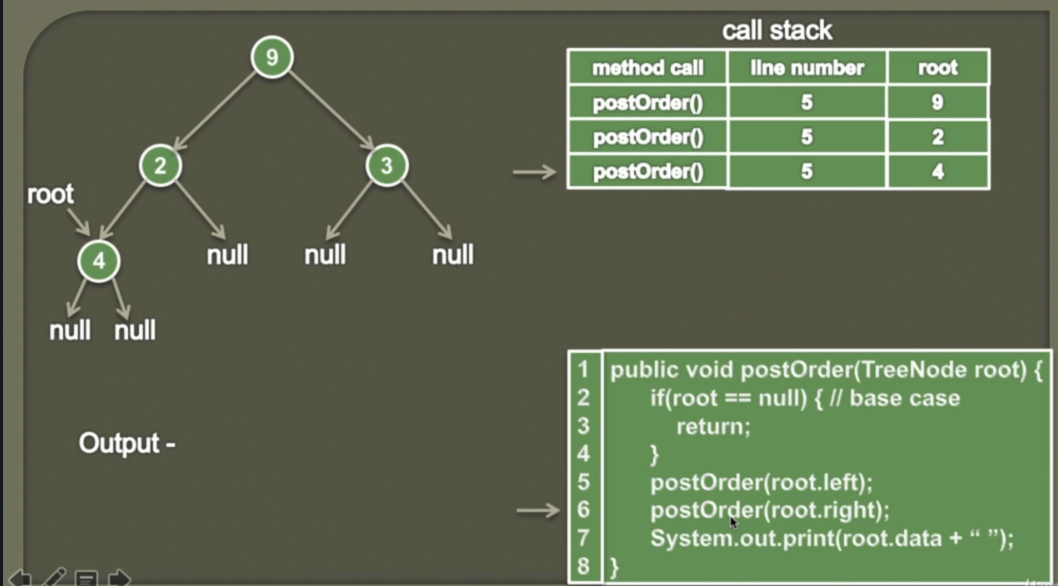 call stack
method call line number root
postOrder() 5 9
postOrder() 5 2
postOrder() 5 4
9
2 3
root
4 null null null
null null
Output -
1 public void postOrder(TreeNode root) {
2 if(root == null) { // base case
3 return;
4 }
5 postOrder(root.left);
6 postOrder(root.right);
7 System.out.print(root.data + “ ”);
8 }